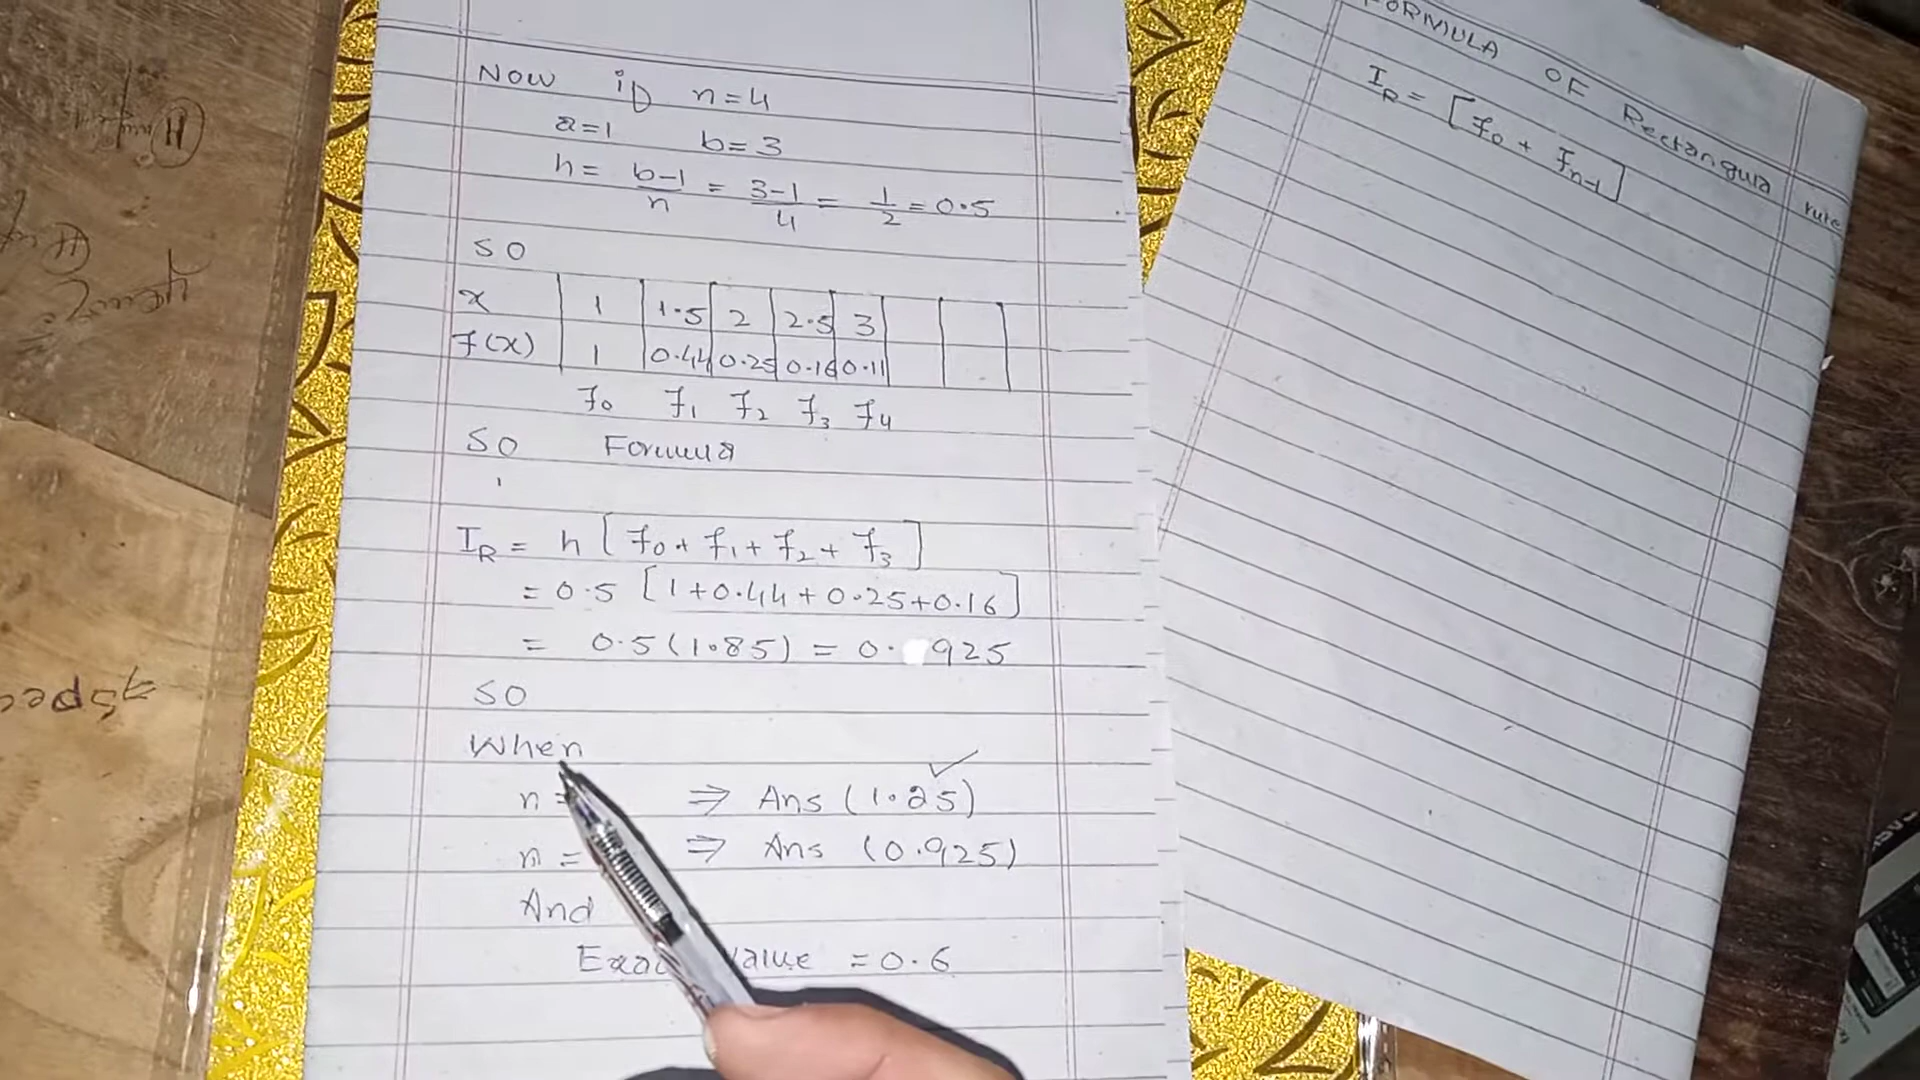 Now if n=4
a=1 b=3
h= b-1/n = 3-1/4 = 1/2 = 0.5
SO
x 1 1.5 2 2.5 3
f(x) 1 0.44 0.25 0.16 0.11
f0 f1 f2 f3 f4
SO Formula
IR = h [f0+ f1+ f2+ f3]
= 0.5 [1+0.44+0.25+0.16]
= 0.5(1.85) = 0.925
SO
When
n = ⇒ Ans (1.25) ✓
n = ⇒ Ans (0.925)
And
value = 0.6
FORMULA OF Rectangula rule
IR = [f0 + fn-1]